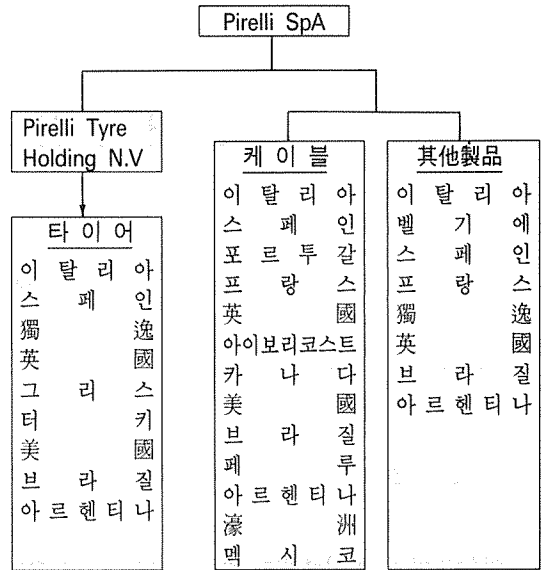 Pirelli SpA
Pirelli Tyre
Holding N.V
타이어
이탈리아
스페인
獨逸
英國
그리스
터키
美國
브라질
아르헨티나
케이블
이탈리아
스페인
포르투갈
프랑스
英國
아이보리코스트
카나다
美國
브라질
페루
아르헨티나
濠洲
멕시코
其他製品
이탈리아
벨기에
스페인
프랑스
獨逸
英國
브라질
아르헨티나